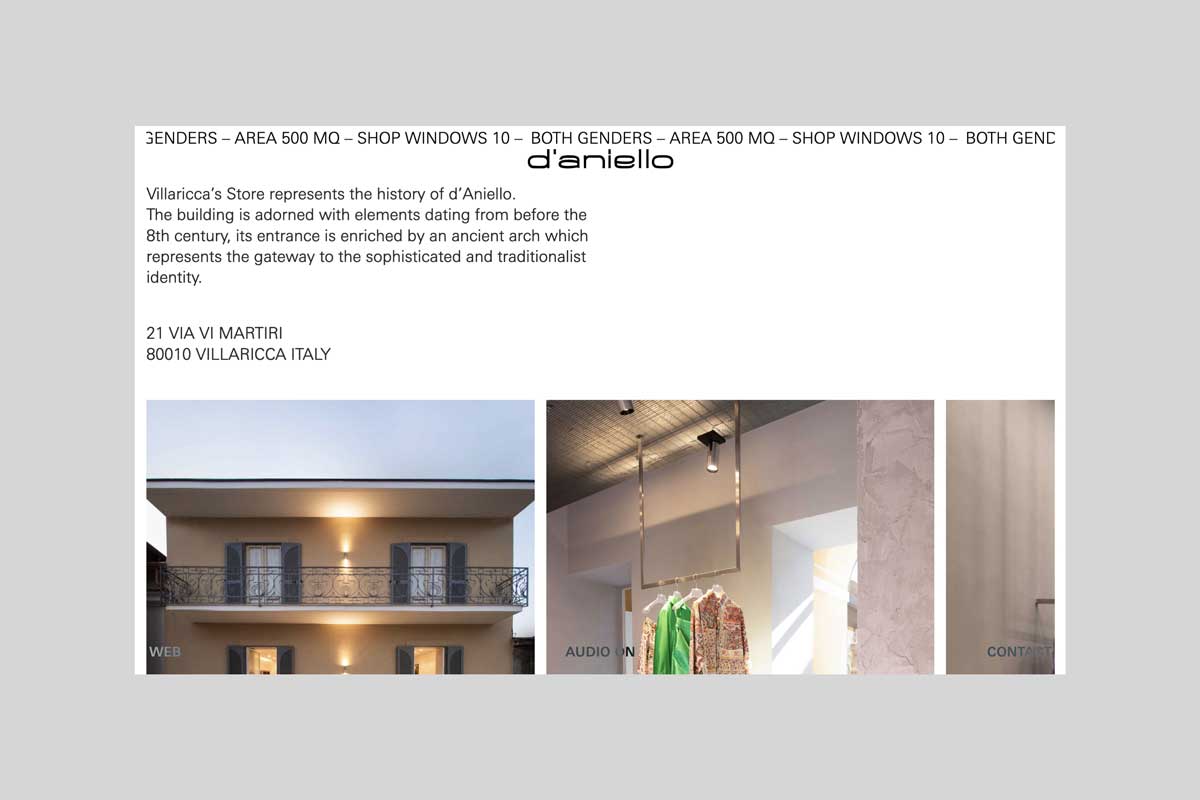 GENDERS – AREA 500 MQ – SHOP WINDOWS 10 – BOTH GENDERS – AREA 500 MQ – SHOP WINDOWS 10 – BOTH GEND
d'aniello
Villaricca’s Store represents the history of d’Aniello.
The building is adorned with elements dating from before the
8th century, its entrance is enriched by an ancient arch which
represents the gateway to the sophisticated and traditionalist
identity.
21 VIA VI MARTIRI
80010 VILLARICCA ITALY
WEB
AUDIO ON
CONTACT